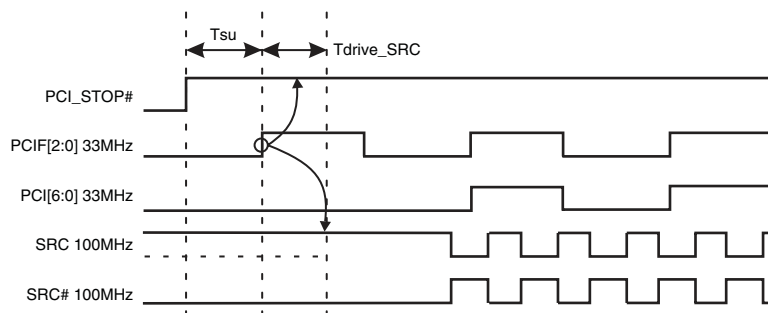 Tsu
Tdrive_SRC
PCI_STOP#
PCIF[2:0] 33MHz
PCI[6:0] 33MHz
SRC 100MHz
SRC# 100MHz